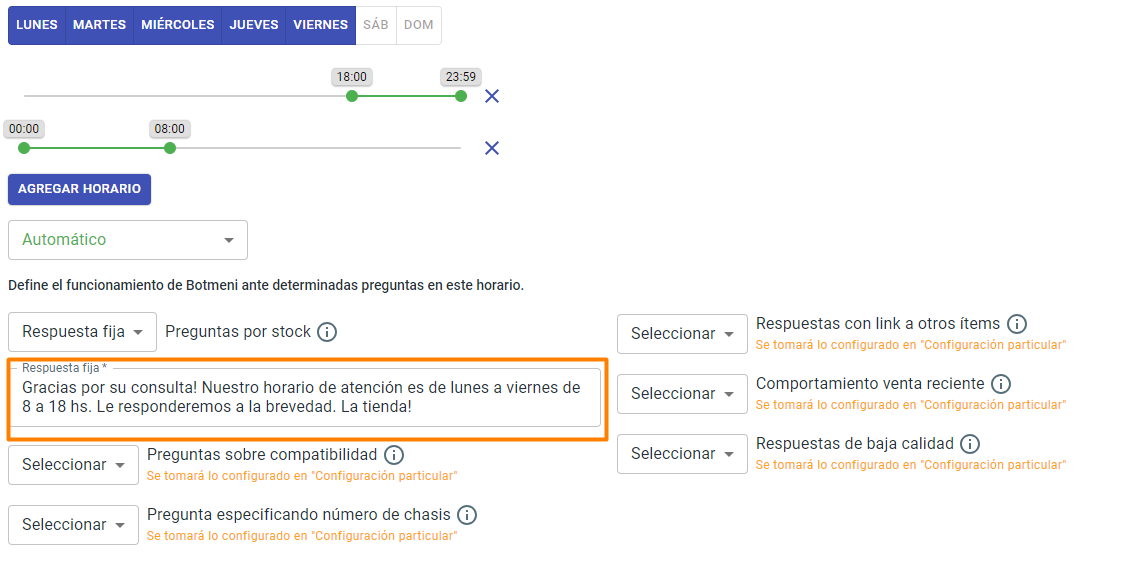 LUNES MARTES MIÉRCOLES JUEVES VIERNES SÁB DOM
18:00 23:59
00:00 08:00
AGREGAR HORARIO
Automático
Define el funcionamiento de Botmeni ante determinadas preguntas en este horario.
Respuesta fija Preguntas por stock
Respuesta fija *
Gracias por su consulta! Nuestro horario de atención es de lunes a viernes de
8 a 18 hs. Le responderemos a la brevedad. La tienda!
Seleccionar Preguntas sobre compatibilidad
Se tomará lo configurado en "Configuración particular"
Seleccionar Pregunta especificando número de chasis
Se tomará lo configurado en "Configuración particular"
Seleccionar Respuestas con link a otros ítems
Se tomará lo configurado en "Configuración particular"
Seleccionar Comportamiento venta reciente
Se tomará lo configurado en "Configuración particular"
Seleccionar Respuestas de baja calidad
Se tomará lo configurado en "Configuración particular"